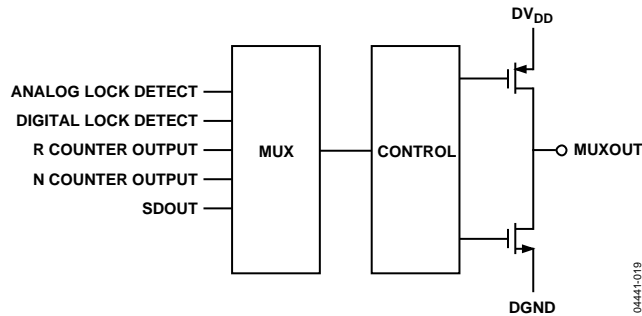 DVDD
ANALOG LOCK DETECT
DIGITAL LOCK DETECT
R COUNTER OUTPUT
N COUNTER OUTPUT
SDOUT
MUX
CONTROL
MUXOUT
DGND
04441-019